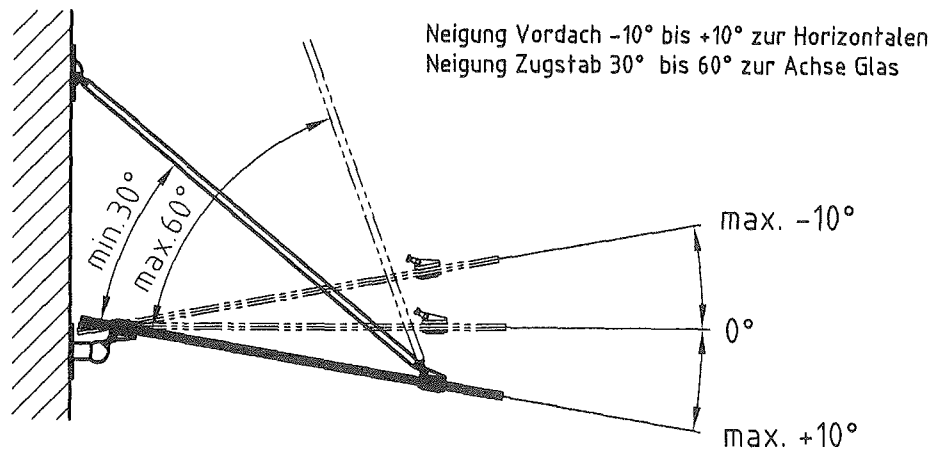 Neigung Vordach -10° bis +10° zur Horizontalen
Neigung Zugstab 30° bis 60° zur Achse Glas
min.30°
max.60°
max. -10°
0°
max. +10°